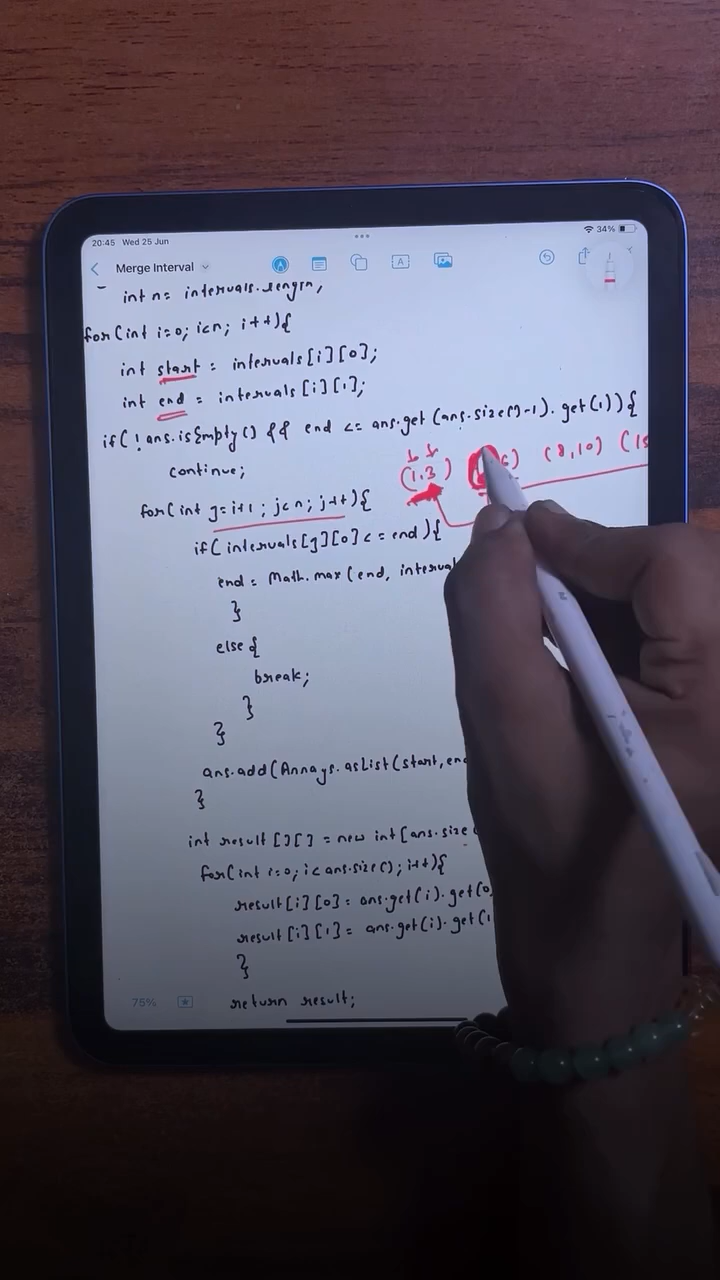 20:45 Wed 25 Jun
34%
Merge Interval
int n= intervals.length;
for(int i=0; i<n; i++){
int start = intervals[i][0];
int end = intervals[i][1];
if(!ans.isEmpty() && end <= ans.get(ans.size()-1).get(1)){
continue;
(1,3) 6) (8,10) (15
for(int j=i+1; j<n; j++){
if(intervals[j][0]<=end){
end = Math.max(end, interval
}
else{
break;
}
}
ans.add(Arrays.asList(start,en
}
int result[][] = new int[ans.size
for(int i=0; i<ans.size(); i++){
result[i][0]= ans.get(i).get(0
result[i][1]= ans.get(i).get(1
}
return result;
75%